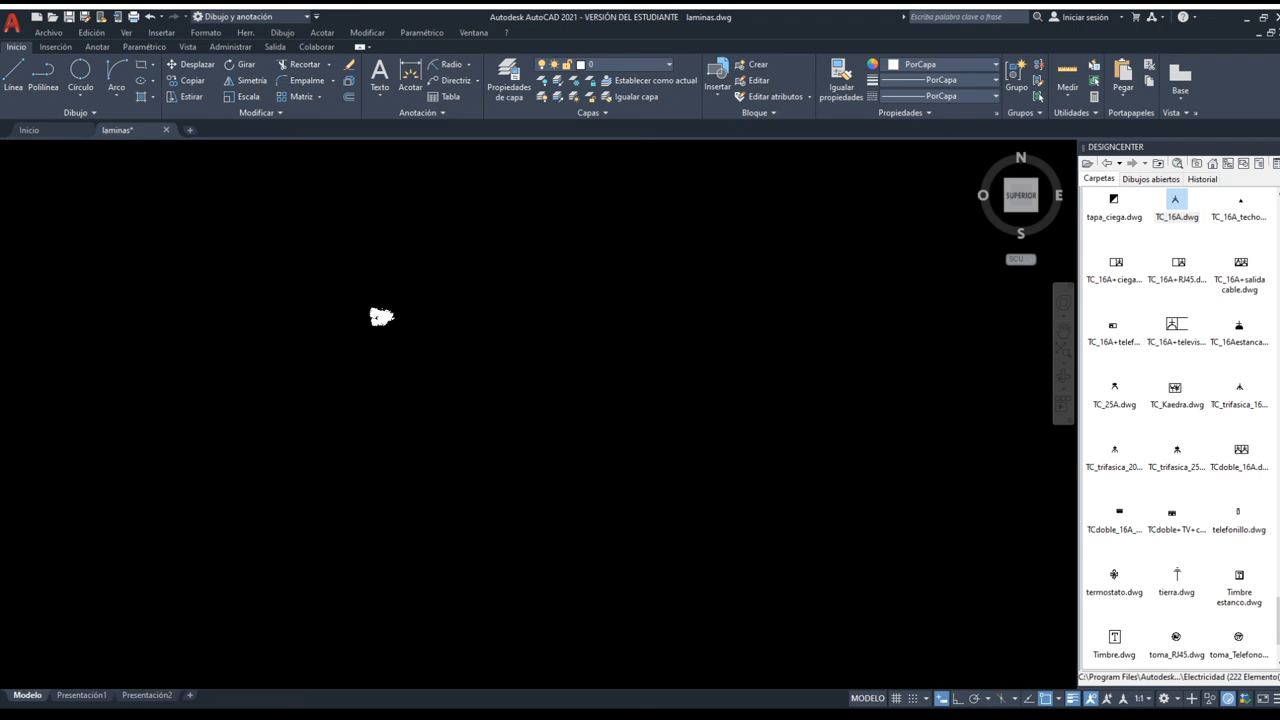 Dibujo y anotación
Autodesk AutoCAD 2021 - VERSIÓN DEL ESTUDIANTE laminas.dwg
Escriba palabra clave o frase
Iniciar sesión
Archivo Edición Ver Insertar Formato Herr. Dibujo Acotar Modificar Paramétrico Ventana ?
Inicio Inserción Anotar Paramétrico Vista Administrar Salida Colaborar
Línea Polilínea Círculo Arco
Desplazar Girar Recortar
Copiar Simetría Empalme
Estirar Escala Matriz
Texto Acotar
Radio
Directriz
Tabla
Propiedades de capa
0
Establecer como actual
Igualar capa
Insertar
Crear
Editar
Editar atributos
Igualar propiedades
PorCapa
PorCapa
PorCapa
Grupo Medir Pegar Base
Dibujo Modificar Anotación Capas Bloque Propiedades Grupos Utilidades Portapapeles Vista
Inicio laminas*
DESIGNCENTER
Carpetas Dibujos abiertos Historial
N
O SUPERIOR E
S
SCU
tapa_ciega.dwg TC_16A.dwg TC_16A_techo...
TC_16A+ciega... TC_16A+RJ45.d... TC_16A+salida cable.dwg
TC_16A+telef... TC_16A+televis... TC_16Aestanca...
TC_25A.dwg TC_Kaedra.dwg TC_trifasica_16...
TC_trifasica_20... TC_trifasica_25... TCdoble_16A.d...
TCdoble_16A_... TCdoble+TV+c... telefonillo.dwg
termostato.dwg tierra.dwg Timbre estanco.dwg
T
Timbre.dwg toma_RJ45.dwg toma_Telefono...
C:\Program Files\Autodesk...\Electricidad (222 Elemento(
Modelo Presentación1 Presentación2
MODELO
1:1